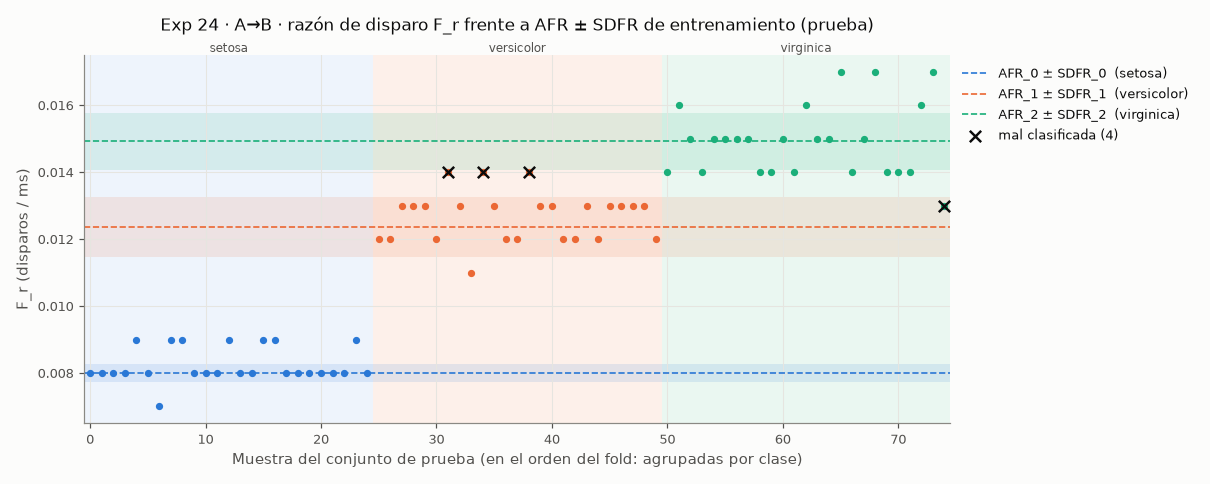 Exp 24 · A→B · razón de disparo F_r frente a AFR ± SDFR de entrenamiento (prueba)
setosa
versicolor
virginica
AFR_0 ± SDFR_0 (setosa)
AFR_1 ± SDFR_1 (versicolor)
AFR_2 ± SDFR_2 (virginica)
mal clasificada (4)
F_r (disparos / ms)
0.016
0.014
0.012
0.010
0.008
0
10
20
30
40
50
60
70
Muestra del conjunto de prueba (en el orden del fold: agrupadas por clase)